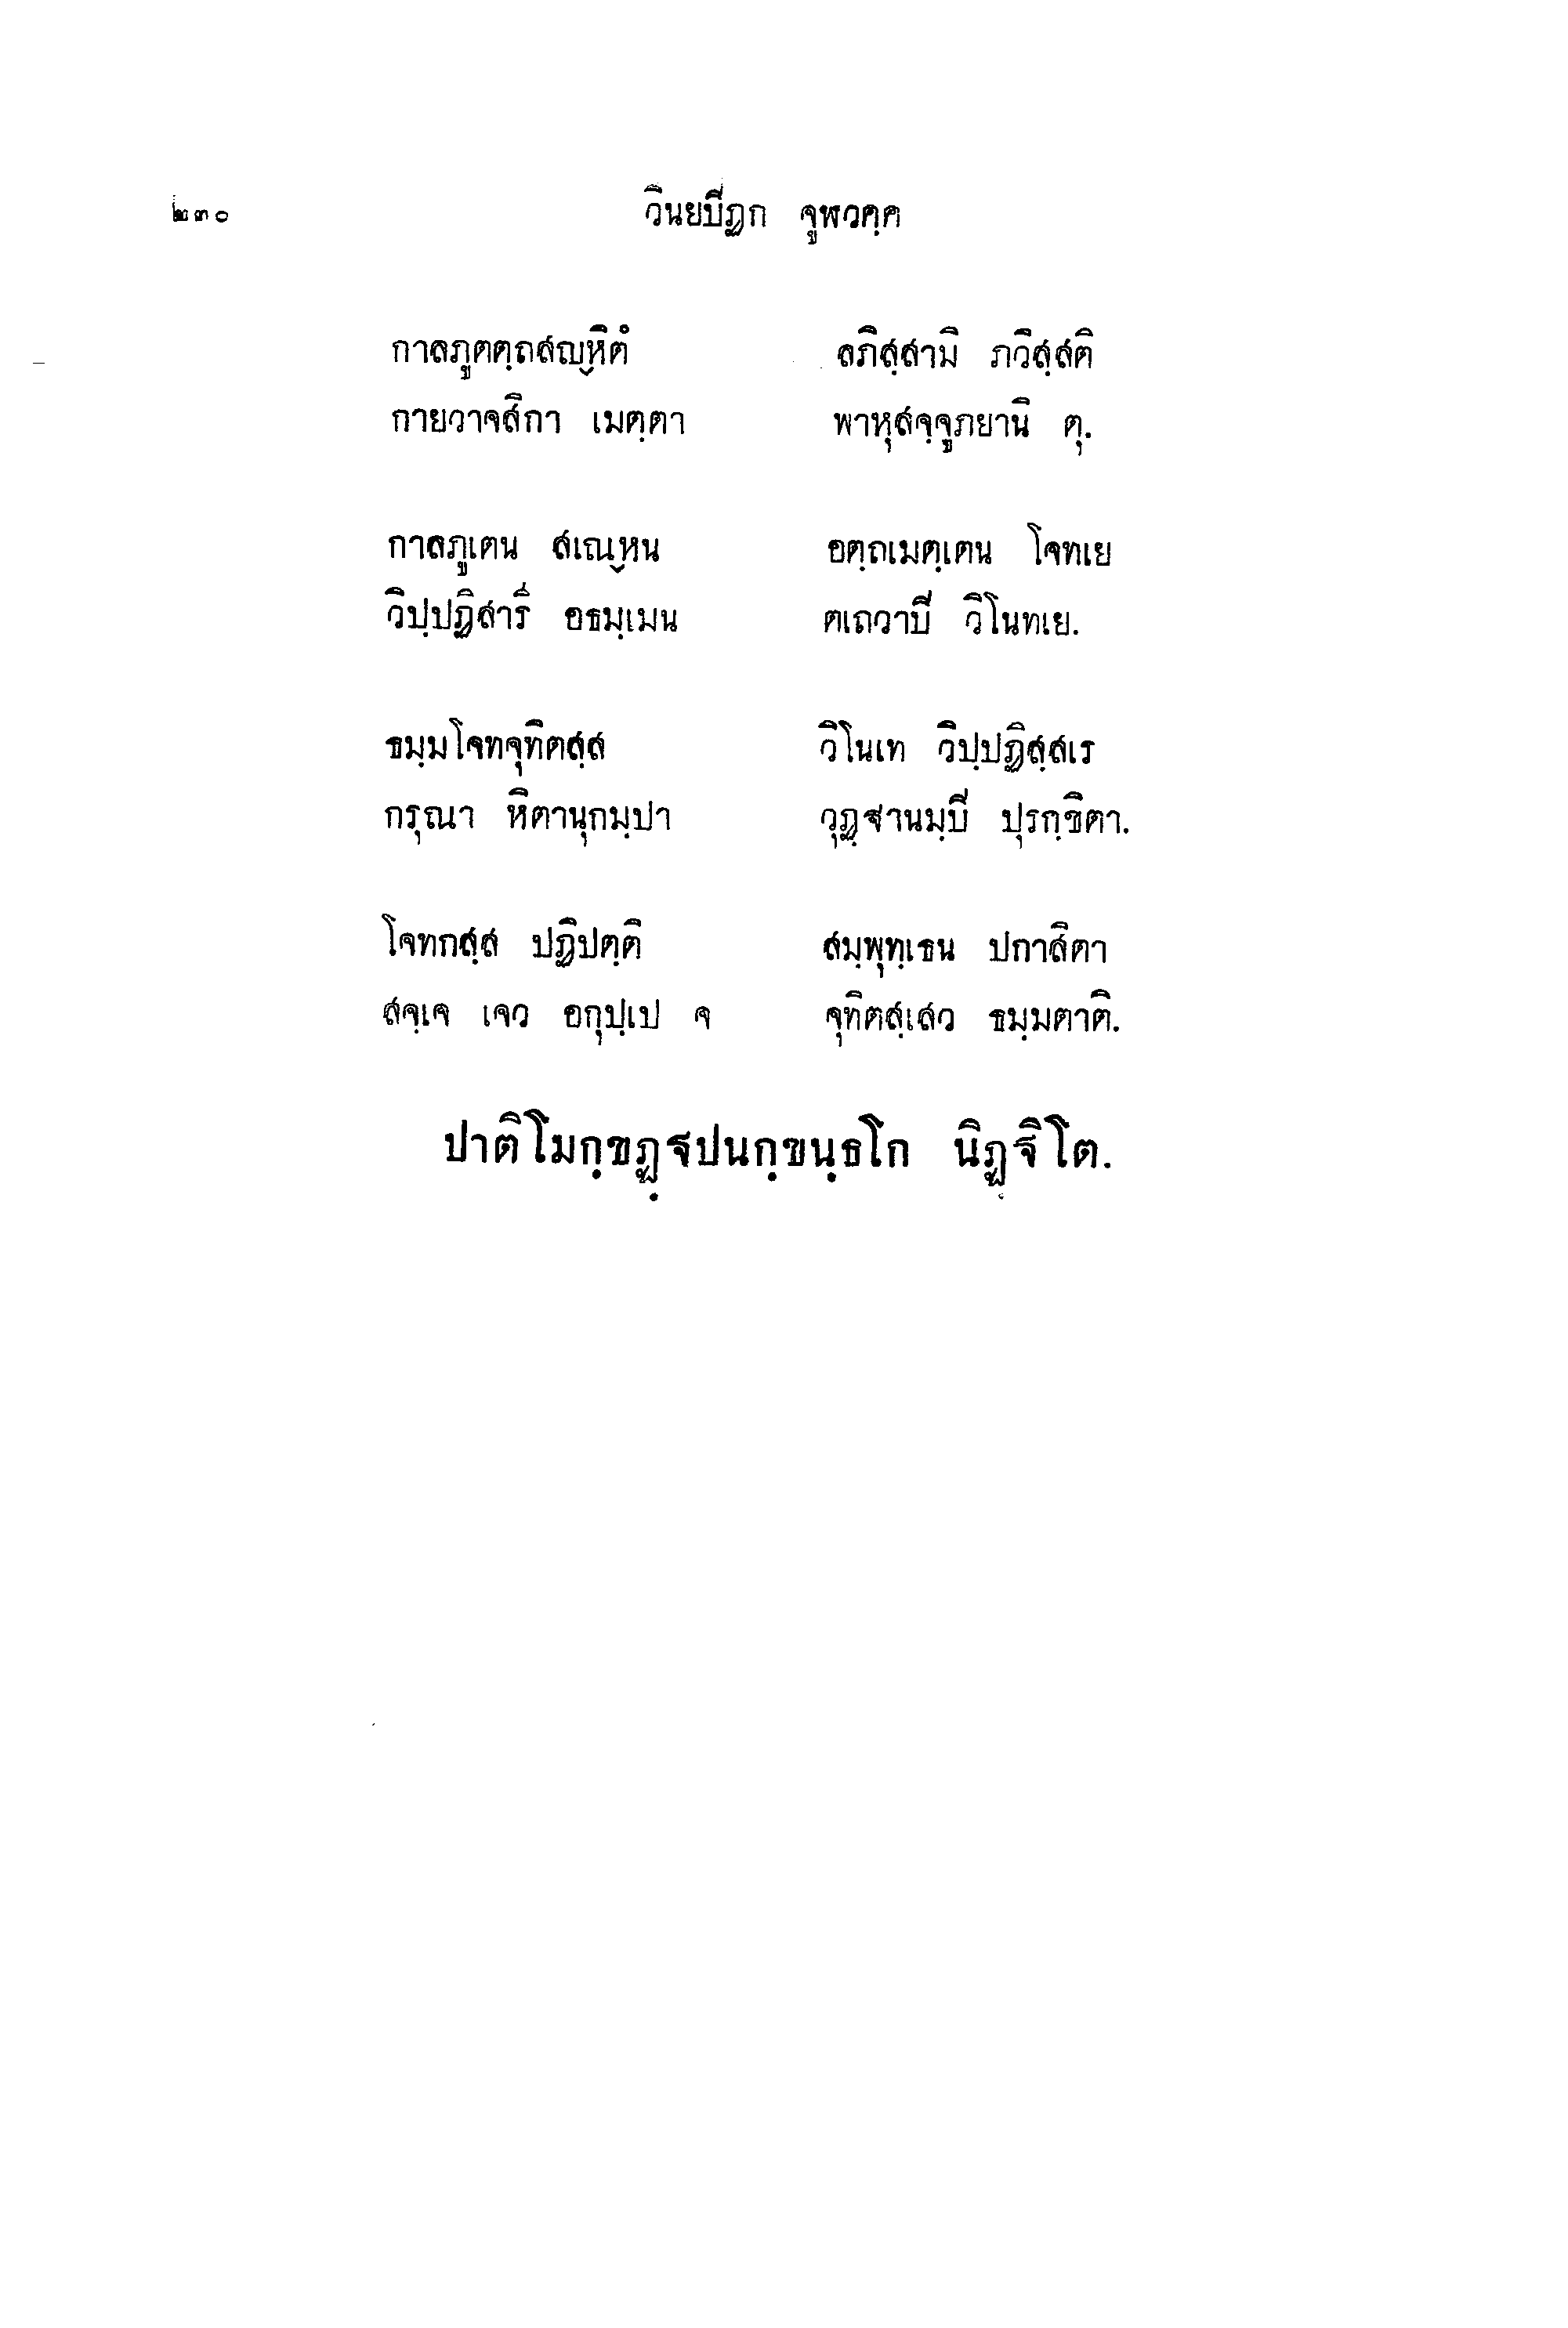 ๒๓๐ วินยปิฏก จูฬวคฺค
กาลภูตตฺถสญฺหิตํ ลภิสฺสามิ ภวิสฺสติ
กายวาจสิกา เมตฺตา พาหุสจฺจูภยานิ ตุ.
กาลภูเตน สเณฺหน อตฺถเมตฺเตน โจทเย
วิปฺปฏิสารึ อธมฺเมน ตเถวาปิ วิโนทเย.
ธมฺมโจทจุทิตสฺส วิโนเท วิปฺปฏิสฺสเร
กรุณา หิตานุกมฺปา วุฏฺฐานมฺปิ ปุรกฺขิตา.
โจทกสฺส ปฏิปตฺติ สมฺพุทฺเธน ปกาสิตา
สจฺเจ เจว อกุปฺเป จ จุทิตสฺเสว ธมฺมตาติ.
ปาติโมกฺขฏฺฐปนกฺขนฺธโก นิฏฺฐิโต.